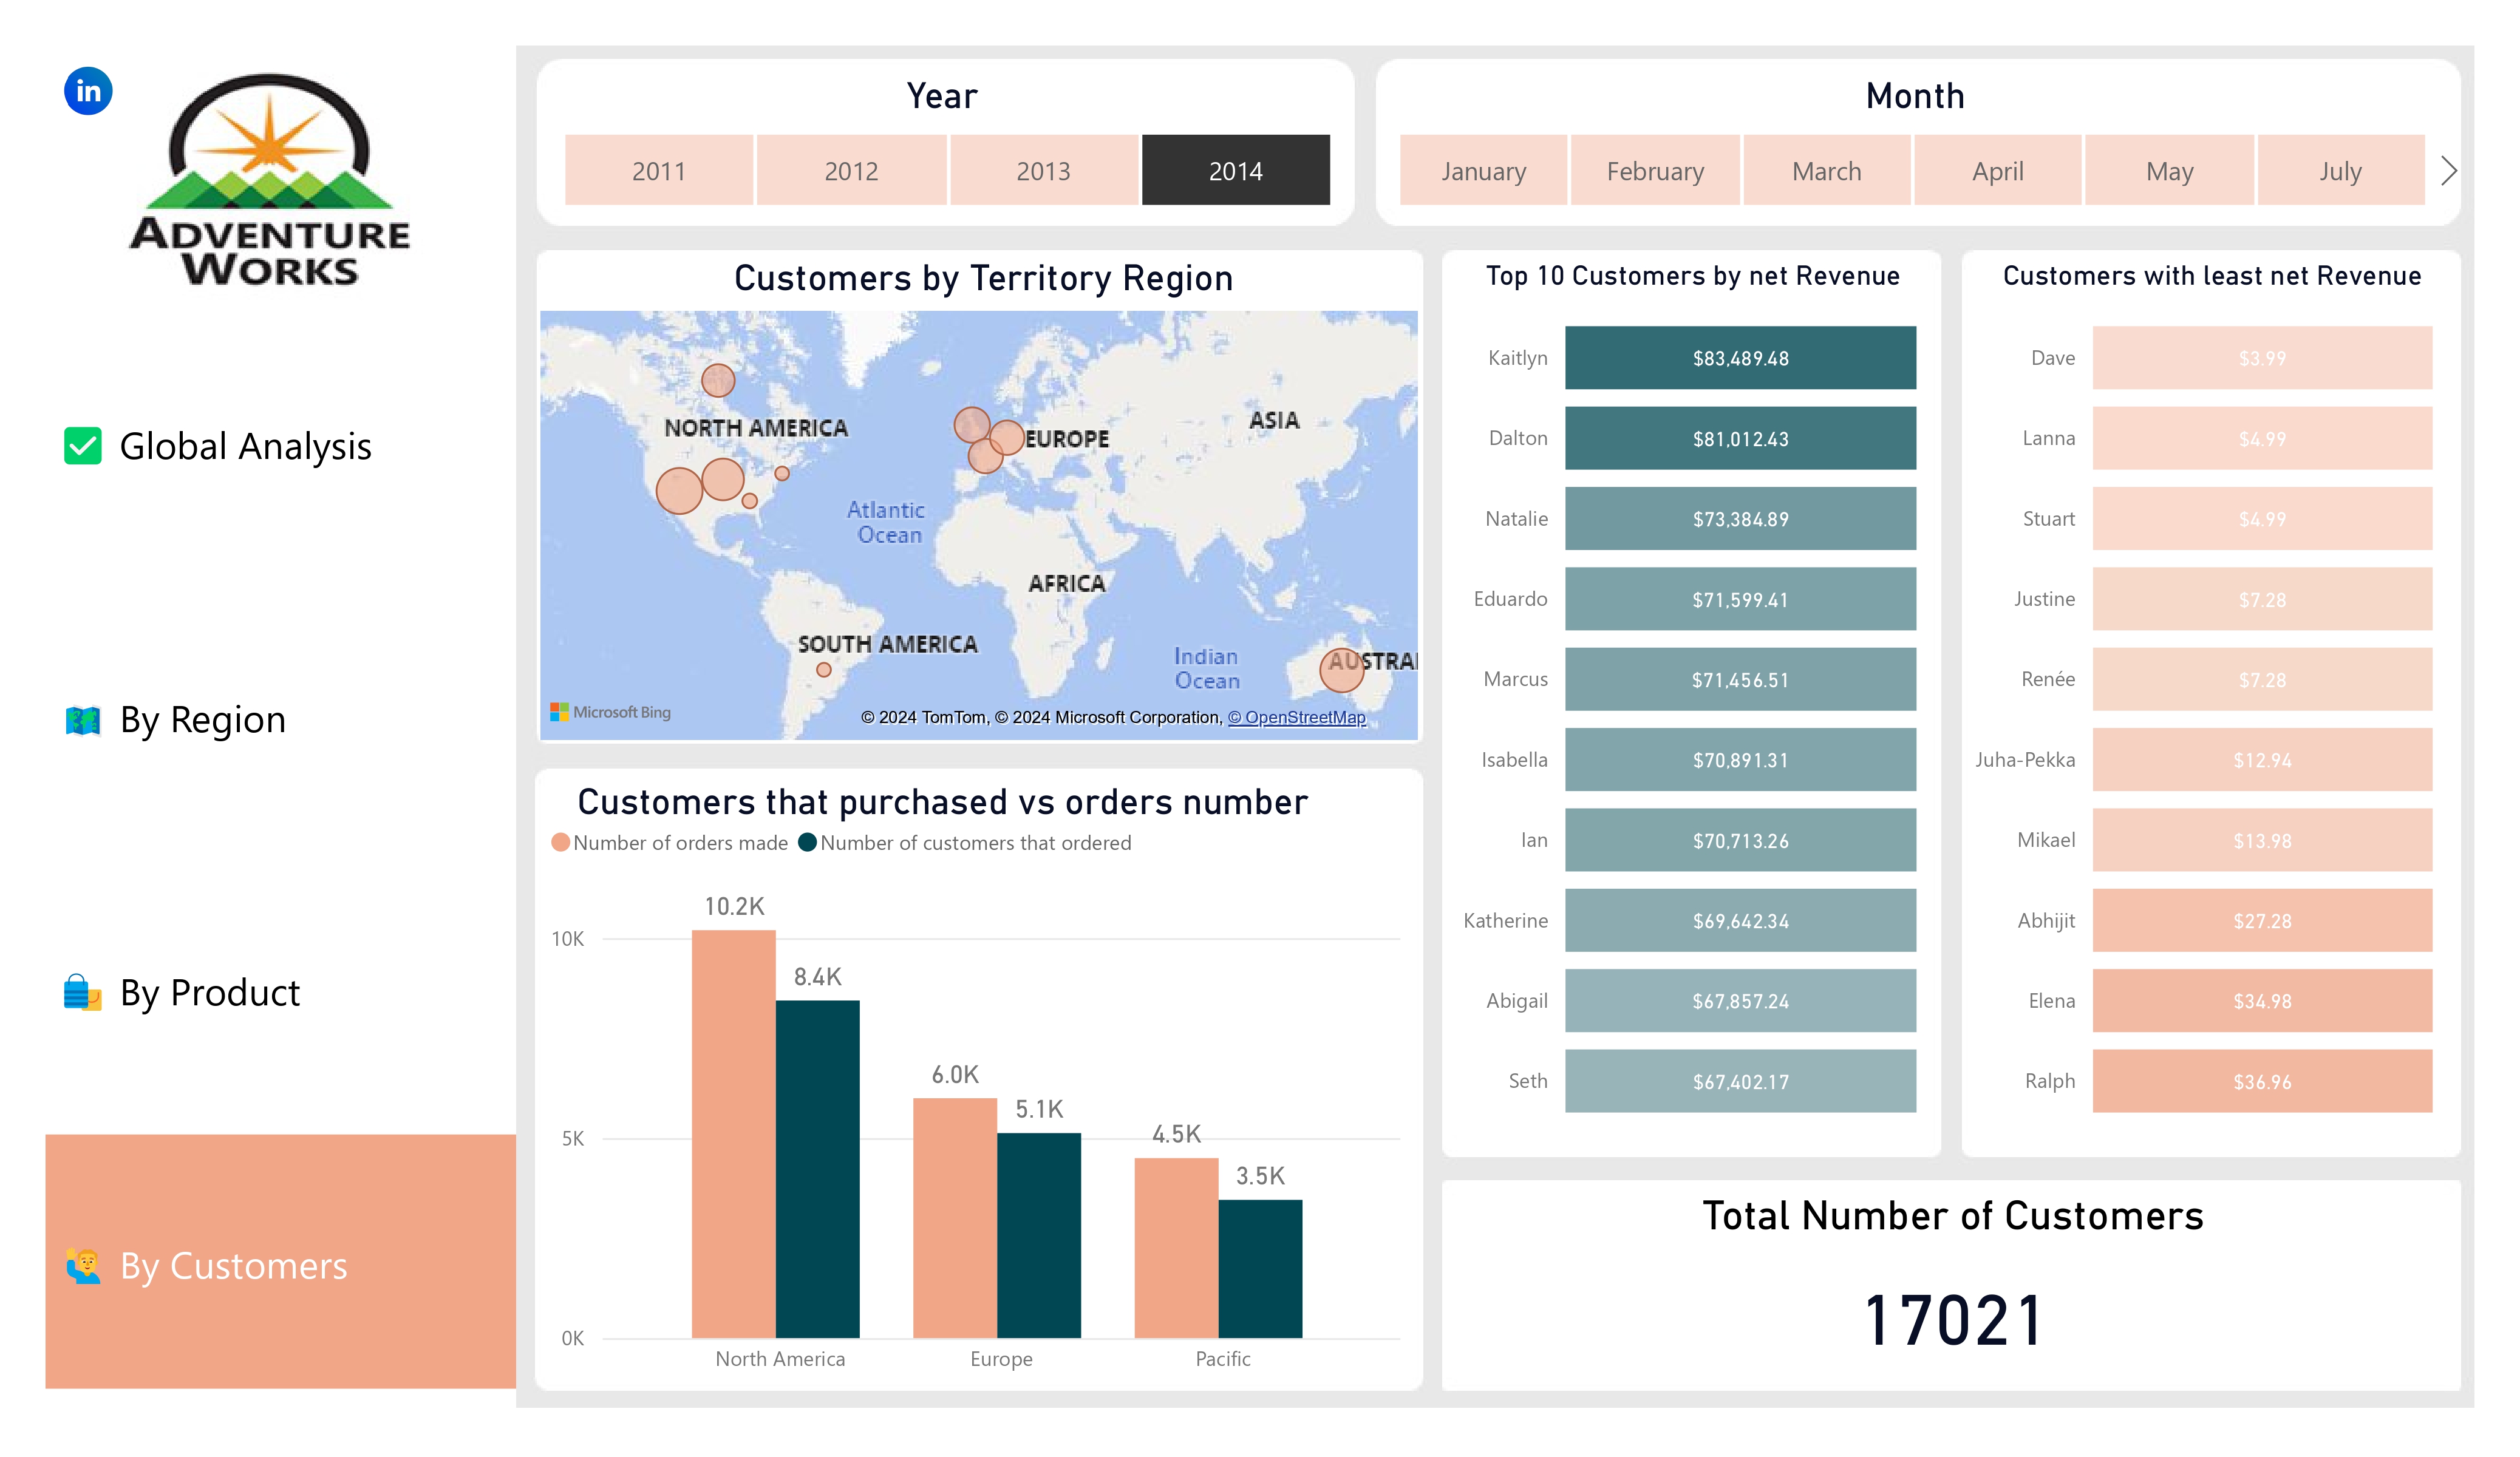 in
ADVENTURE
WORKS
Global Analysis
By Region
By Product
By Customers
Year
2011 2012 2013 2014
Month
January February March April May July
Customers by Territory Region
NORTH AMERICA
EUROPE
ASIA
Atlantic
Ocean
AFRICA
SOUTH AMERICA
Indian
Ocean
AUSTRAI
Microsoft Bing
© 2024 TomTom, © 2024 Microsoft Corporation, © OpenStreetMap
Customers that purchased vs orders number
Number of orders made Number of customers that ordered
10.2K
10K
8.4K
6.0K
5.1K
5K
4.5K
3.5K
0K
North America Europe Pacific
Top 10 Customers by net Revenue
Kaitlyn $83,489.48
Dalton $81,012.43
Natalie $73,384.89
Eduardo $71,599.41
Marcus $71,456.51
Isabella $70,891.31
Ian $70,713.26
Katherine $69,642.34
Abigail $67,857.24
Seth $67,402.17
Customers with least net Revenue
Dave $3.99
Lanna $4.99
Stuart $4.99
Justine $7.28
Renée $7.28
Juha-Pekka $12.94
Mikael $13.98
Abhijit $27.28
Elena $34.98
Ralph $36.96
Total Number of Customers
17021